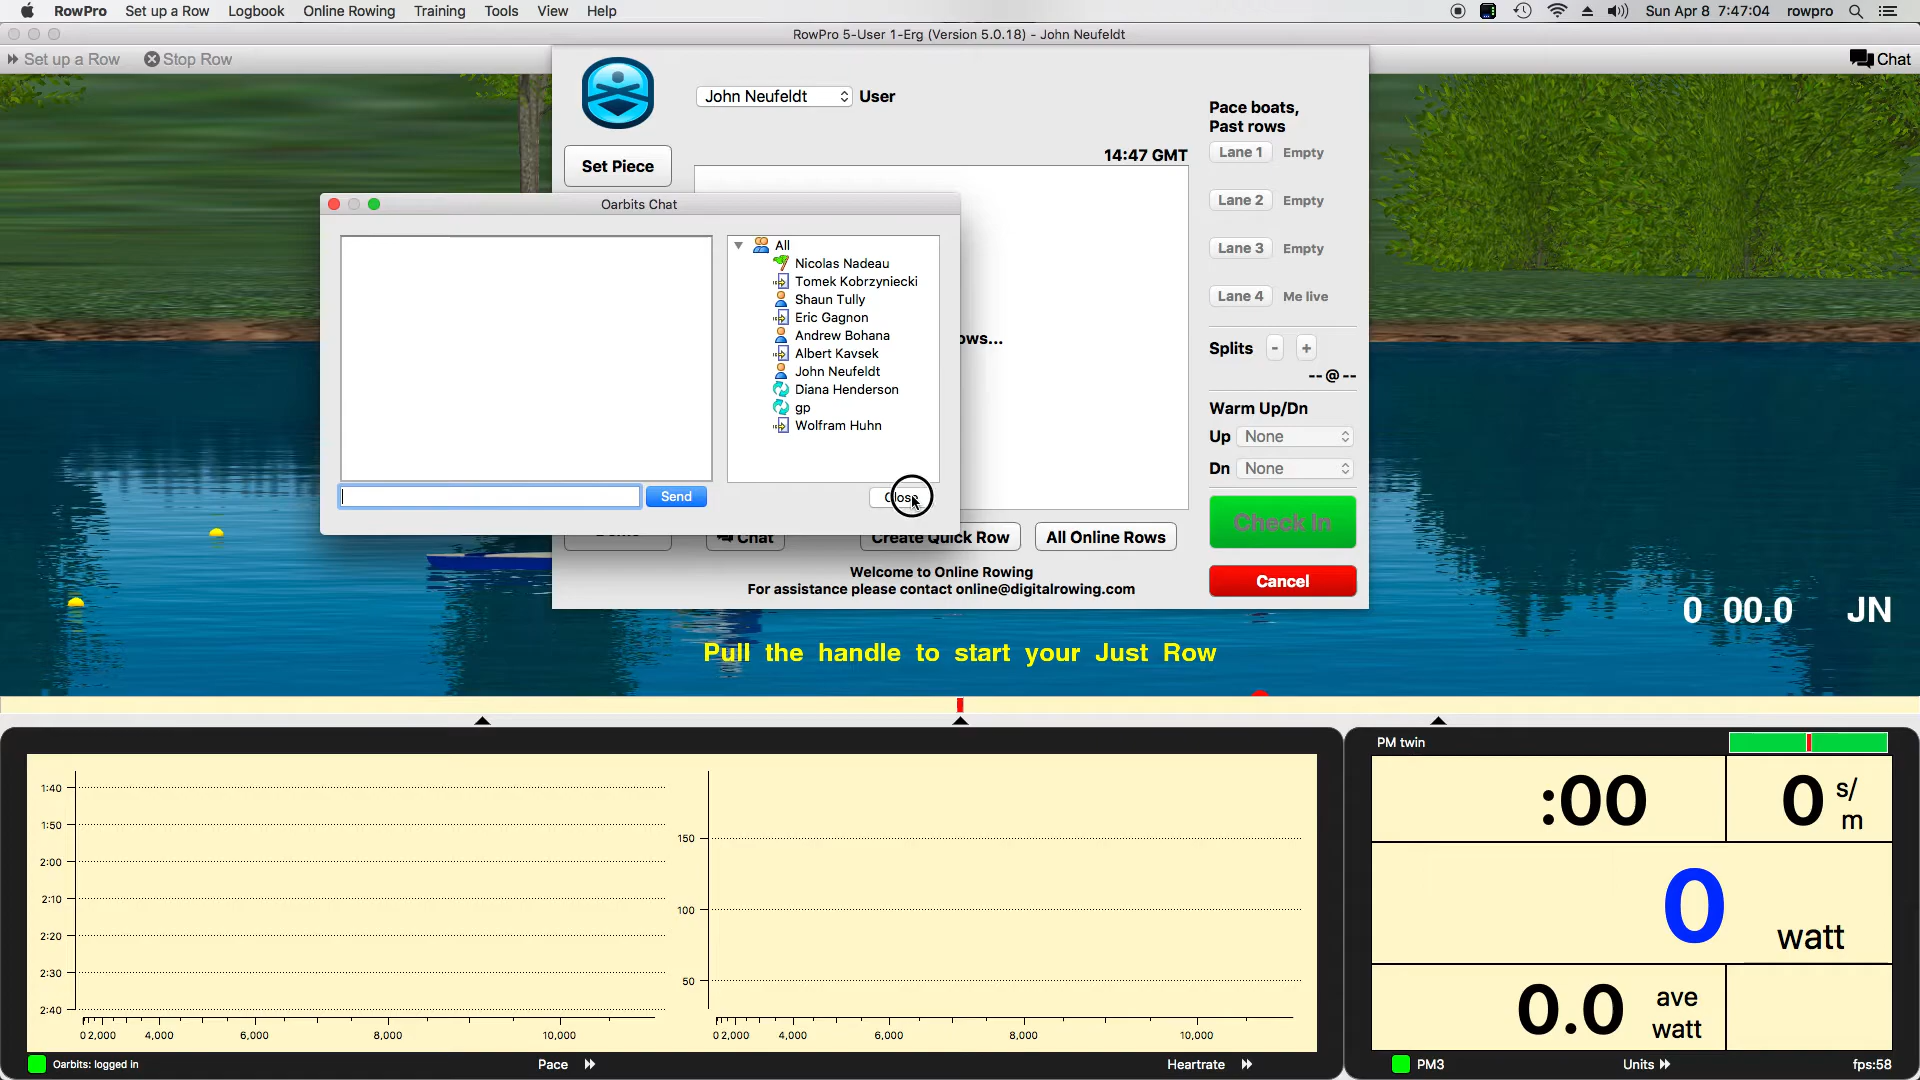 RowPro Set up a Row Logbook Online Rowing Training Tools View Help Sun Apr 8 7:47:04 rowpro
RowPro 5-User 1-Erg (Version 5.0.18) - John Neufeldt
Set up a Row Stop Row Chat
John Neufeldt User
Pace boats,
Past rows
14:47 GMT
Lane 1 Empty
Set Piece
Lane 2 Empty
Oarbits Chat
All
Nicolas Nadeau
Tomek Kobrzyniecki
Shaun Tully
Eric Gagnon
Andrew Bohana
Albert Kavsek
John Neufeldt
Diana Henderson
gp
Wolfram Huhn
Send Close
ows...
Lane 3 Empty
Lane 4 Me live
Splits - +
-- @ --
Warm Up/Dn
Up None
Dn None
Check In
Chat Create Quick Row All Online Rows
Welcome to Online Rowing
For assistance please contact online@digitalrowing.com
Cancel
0 00.0 JN
Pull the handle to start your Just Row
1:40
1:50
2:00
2:10
2:20
2:30
2:40
0 2,000 4,000 6,000 8,000 10,000
150
100
50
0 2,000 4,000 6,000 8,000 10,000
Oarbits: logged in Pace Heartrate
PM twin
:00 0 s/
m
0 watt
0.0 ave
watt
PM3 Units fps:58